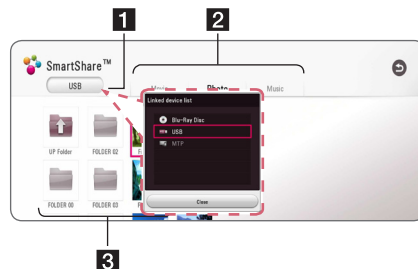 1
2
SmartShare™
USB
Photo
Music
Linked device list
Blu-Ray Disc
USB
MTP
UP Folder
FOLDER 02
FOLDER 00
FOLDER 03
Close
3